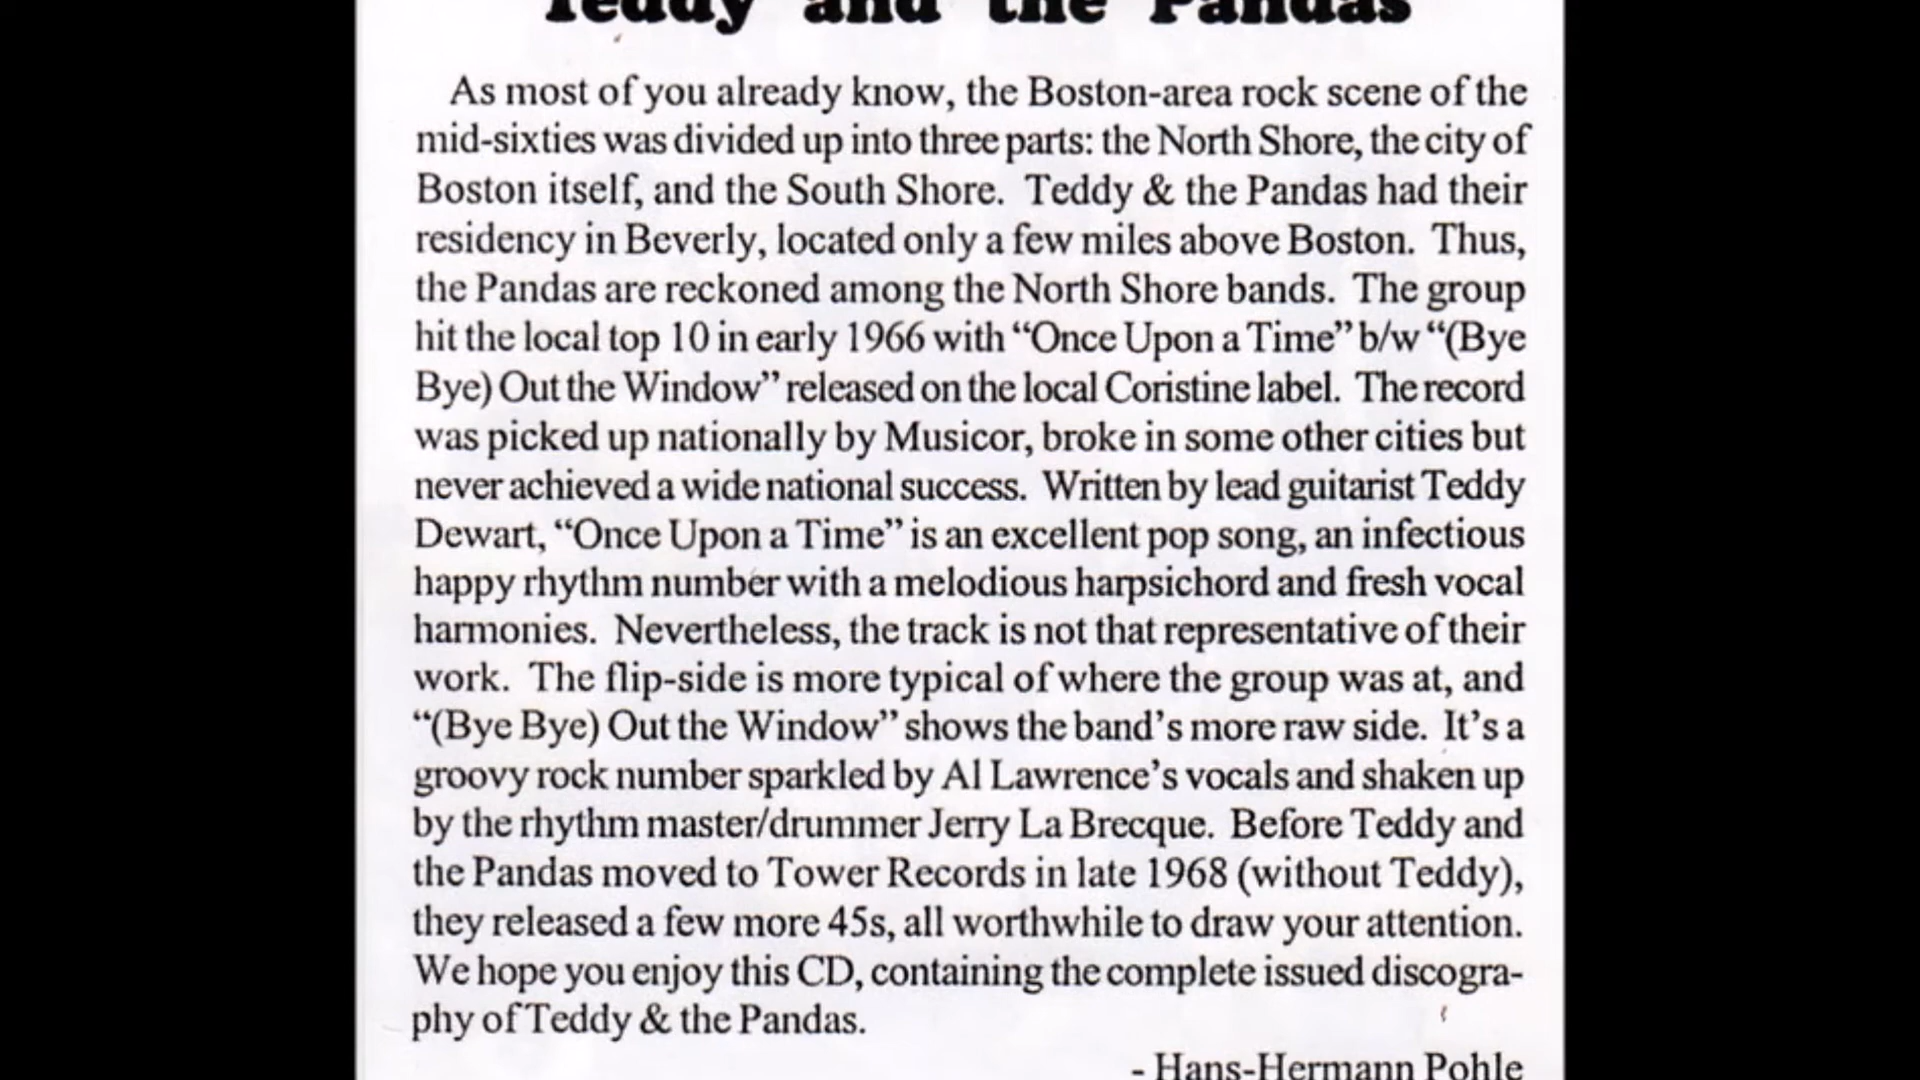 Teddy and the Pandas
As most of you already know, the Boston-area rock scene of the
mid-sixties was divided up into three parts: the North Shore, the city of
Boston itself, and the South Shore. Teddy & the Pandas had their
residency in Beverly, located only a few miles above Boston. Thus,
the Pandas are reckoned among the North Shore bands. The group
hit the local top 10 in early 1966 with “Once Upon a Time” b/w “(Bye
Bye) Out the Window” released on the local Coristine label. The record
was picked up nationally by Musicor, broke in some other cities but
never achieved a wide national success. Written by lead guitarist Teddy
Dewart, “Once Upon a Time” is an excellent pop song, an infectious
happy rhythm number with a melodious harpsichord and fresh vocal
harmonies. Nevertheless, the track is not that representative of their
work. The flip-side is more typical of where the group was at, and
“(Bye Bye) Out the Window” shows the band’s more raw side. It’s a
groovy rock number sparkled by Al Lawrence’s vocals and shaken up
by the rhythm master/drummer Jerry La Brecque. Before Teddy and
the Pandas moved to Tower Records in late 1968 (without Teddy),
they released a few more 45s, all worthwhile to draw your attention.
We hope you enjoy this CD, containing the complete issued discogra-
phy of Teddy & the Pandas.
- Hans-Hermann Pohle